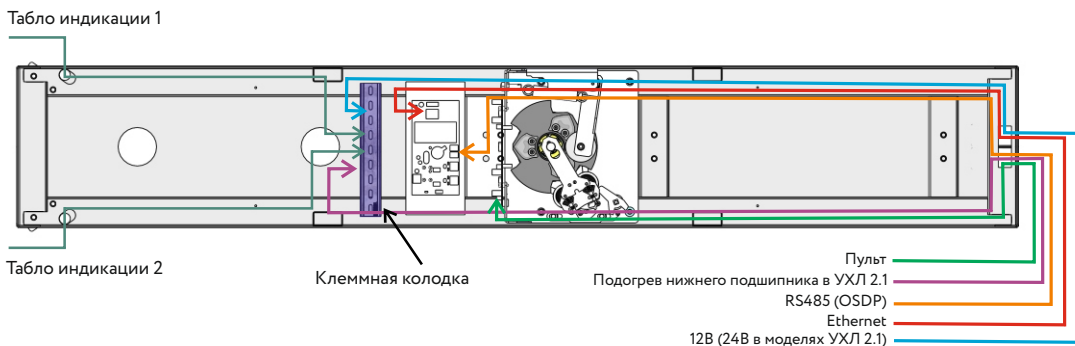 Табло индикации 1
Табло индикации 2
Клеммная колодка
Пульт
Подогрев нижнего подшипника в УХЛ 2.1
RS485 (OSDP)
Ethernet
12В (24В в моделях УХЛ 2.1)